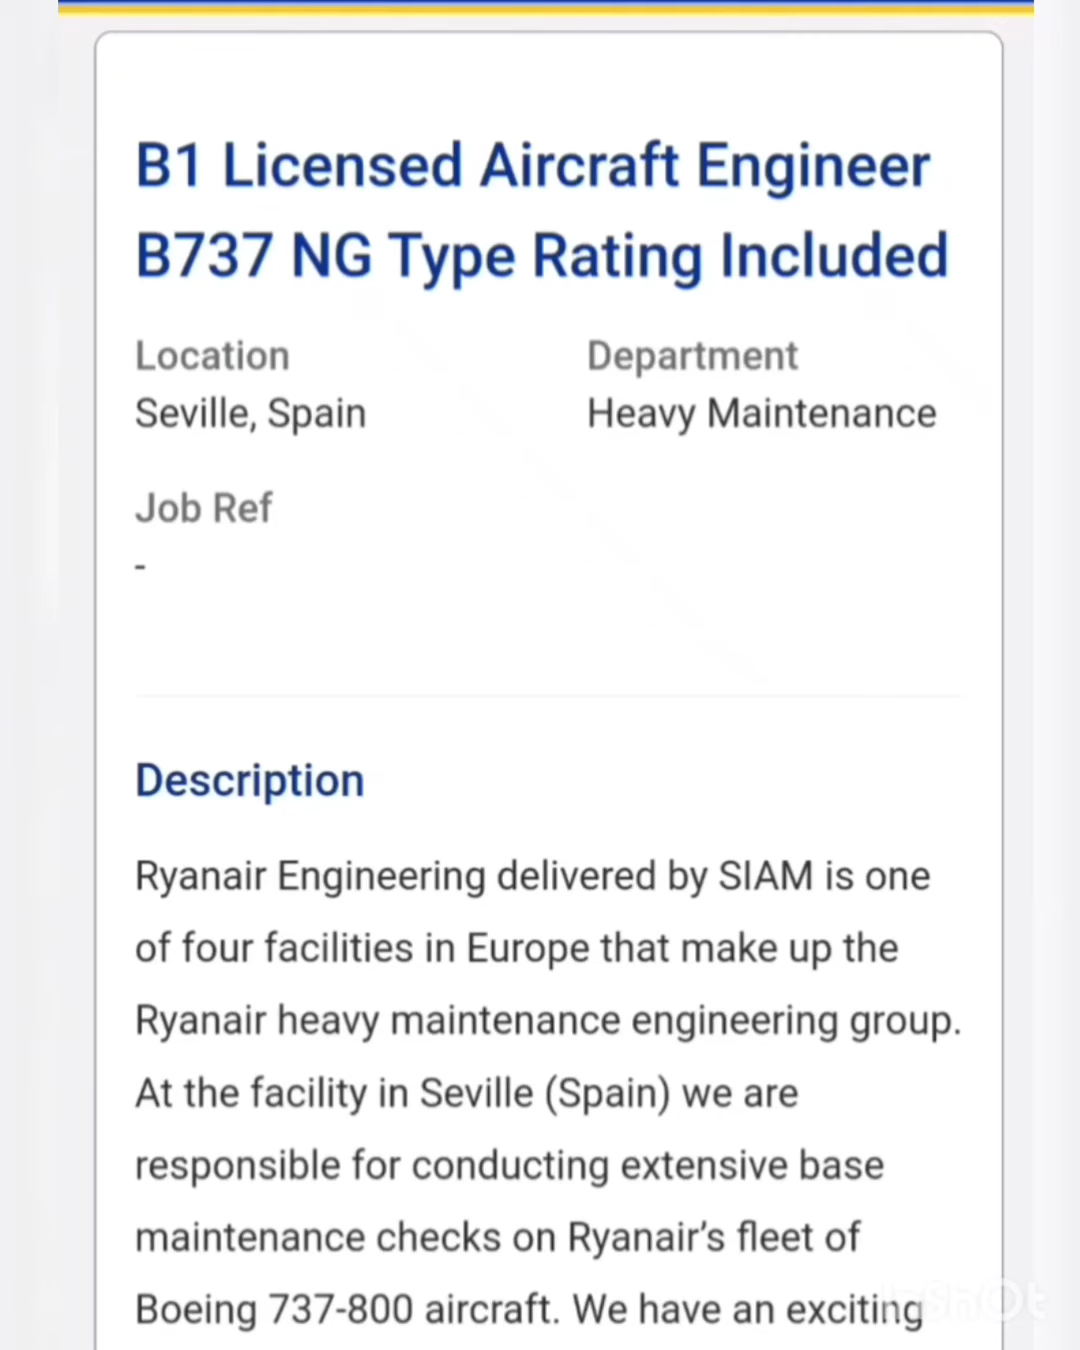 B1 Licensed Aircraft Engineer
B737 NG Type Rating Included
Location
Department
Seville, Spain
Heavy Maintenance
Job Ref
-
Description
Ryanair Engineering delivered by SIAM is one
of four facilities in Europe that make up the
Ryanair heavy maintenance engineering group.
At the facility in Seville (Spain) we are
responsible for conducting extensive base
maintenance checks on Ryanair’s fleet of
Boeing 737-800 aircraft. We have an exciting
InShOt